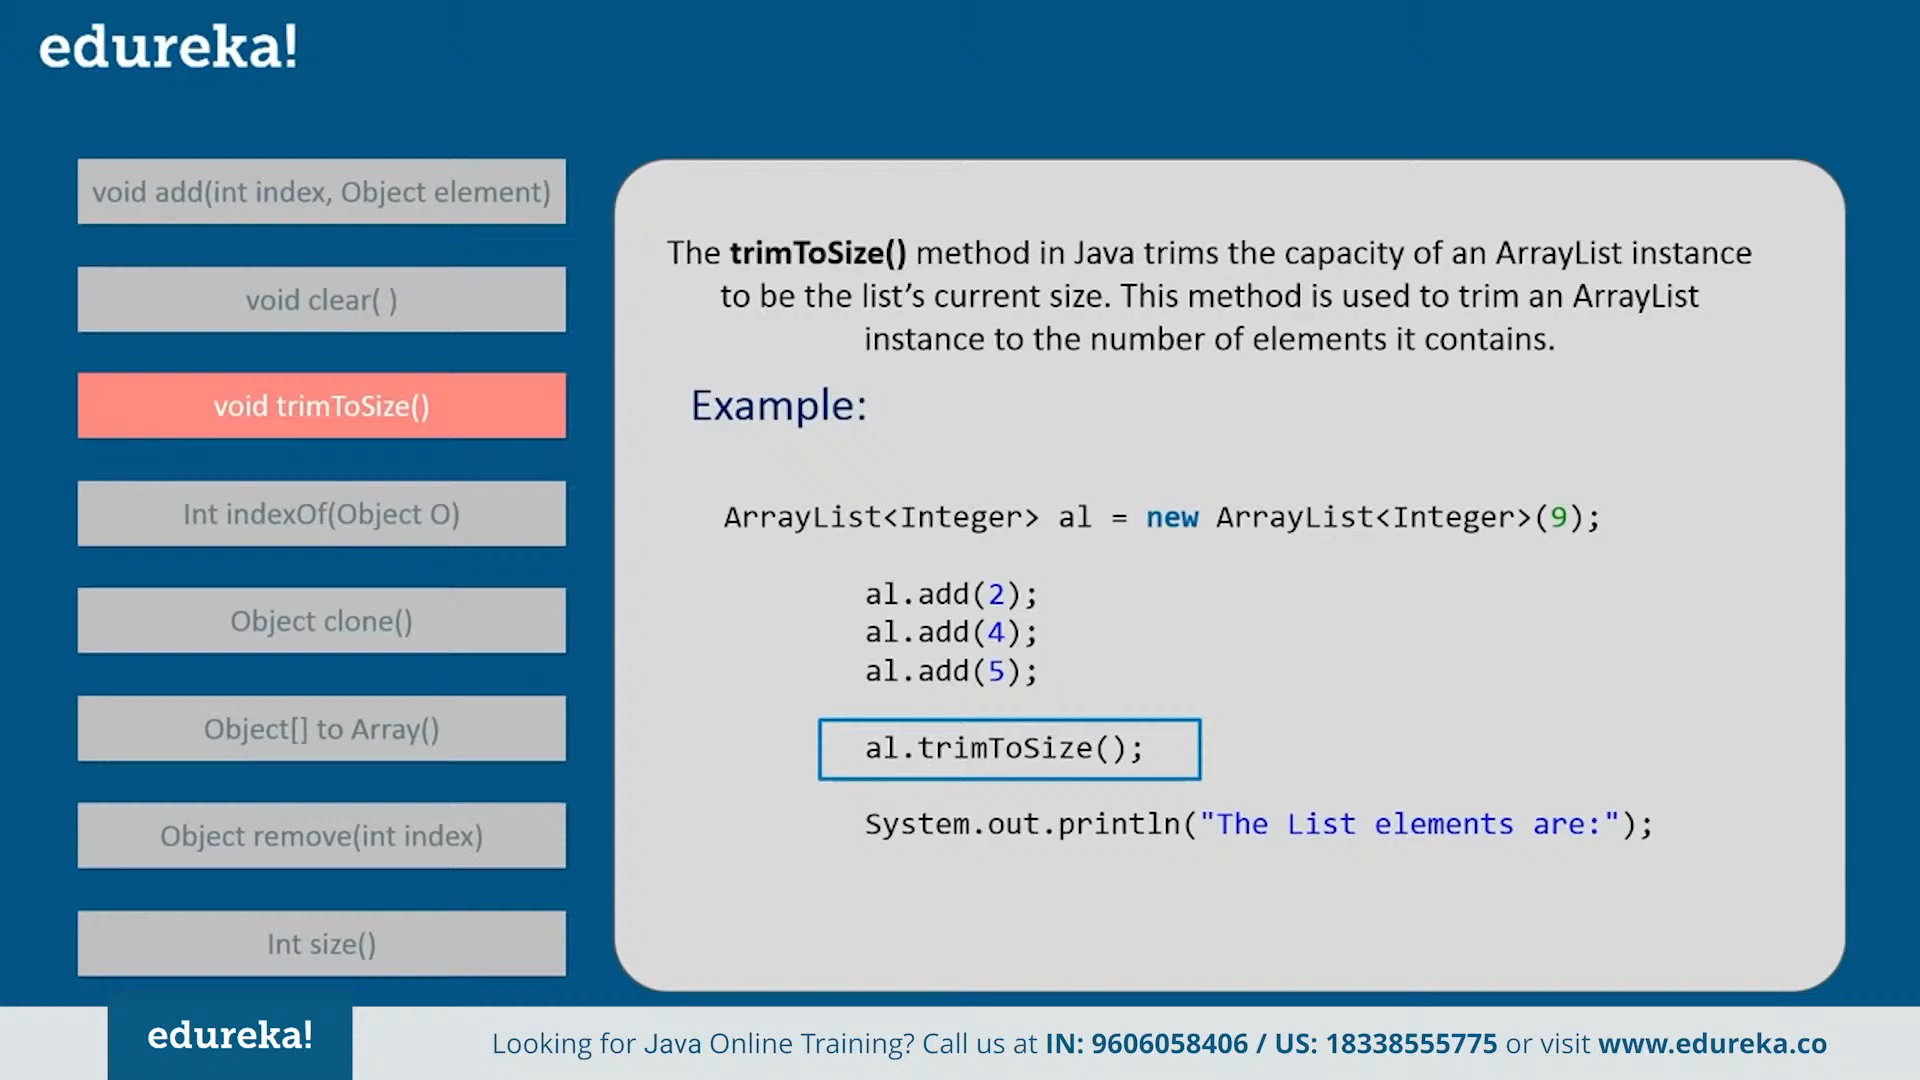 edureka!
void add(int index, Object element)
void clear( )
void trimToSize()
Int indexOf(Object O)
Object clone()
Object[] to Array()
Object remove(int index)
Int size()
The trimToSize() method in Java trims the capacity of an ArrayList instance
to be the list’s current size. This method is used to trim an ArrayList
instance to the number of elements it contains.
Example:
ArrayList<Integer> al = new ArrayList<Integer>(9);
al.add(2);
al.add(4);
al.add(5);
al.trimToSize();
System.out.println("The List elements are:");
edureka!
Looking for Java Online Training? Call us at IN: 9606058406 / US: 18338555775 or visit www.edureka.co